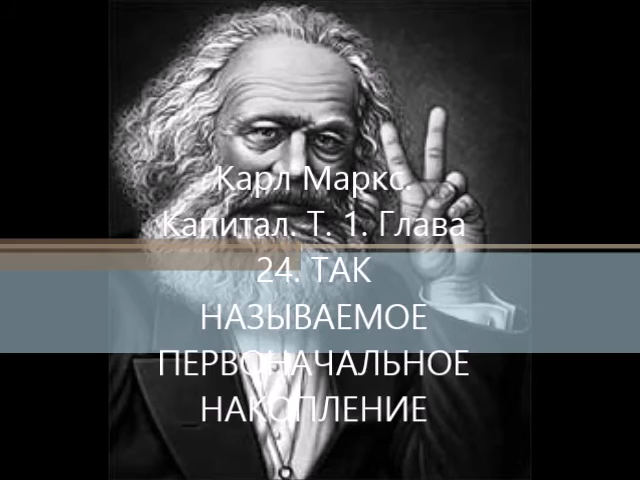 Карл Маркс.
Капитал. Т. 1. Глава
24. ТАК
НАЗЫВАЕМОЕ
ПЕРВОНАЧАЛЬНОЕ
НАКОПЛЕНИЕ